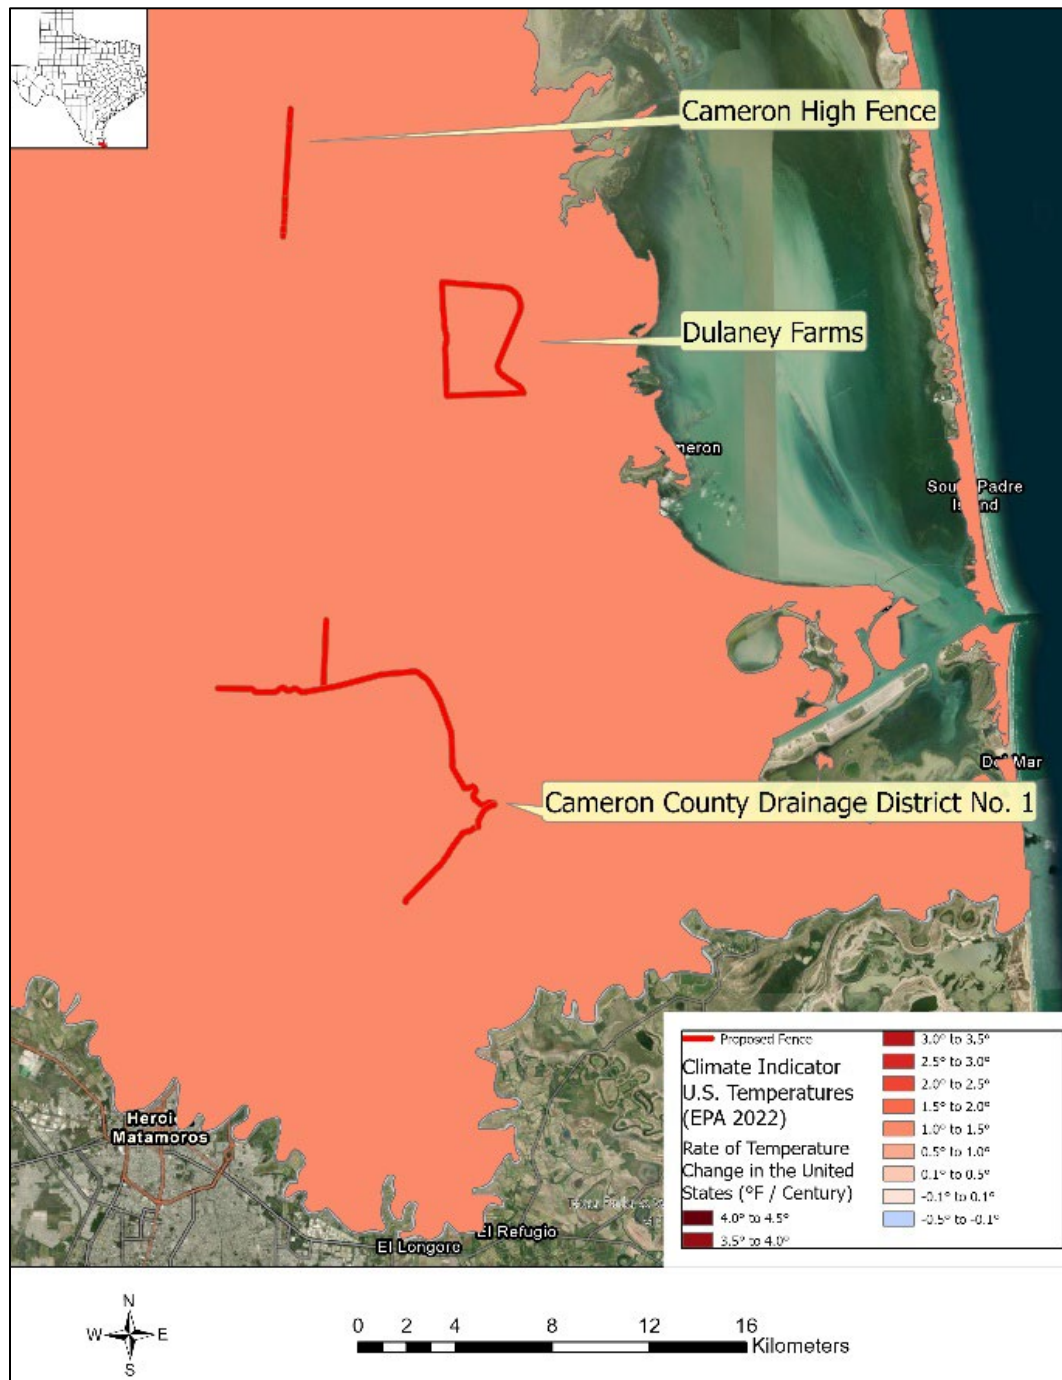 Cameron High Fence
Dulaney Farms
meron
Sou Padre
Is nd
Mar
Cameron County Drainage District No. 1
Heroi
Matamoros
El Longoro
El Refugio
Proposed Fence
Climate Indicator
U.S. Temperatures
(EPA 2022)
Rate of Temperature
Change in the United
States (°F / Century)
4.0° to 4.5°
3.5° to 4.0°
3.0° to 3.5°
2.5° to 3.0°
2.0° to 2.5°
1.5° to 2.0°
1.0° to 1.5°
0.5° to 1.0°
0.1° to 0.5°
-0.1° to 0.1°
-0.5° to -0.1°
N
W E
S
0 2 4 8 12 16
Kilometers